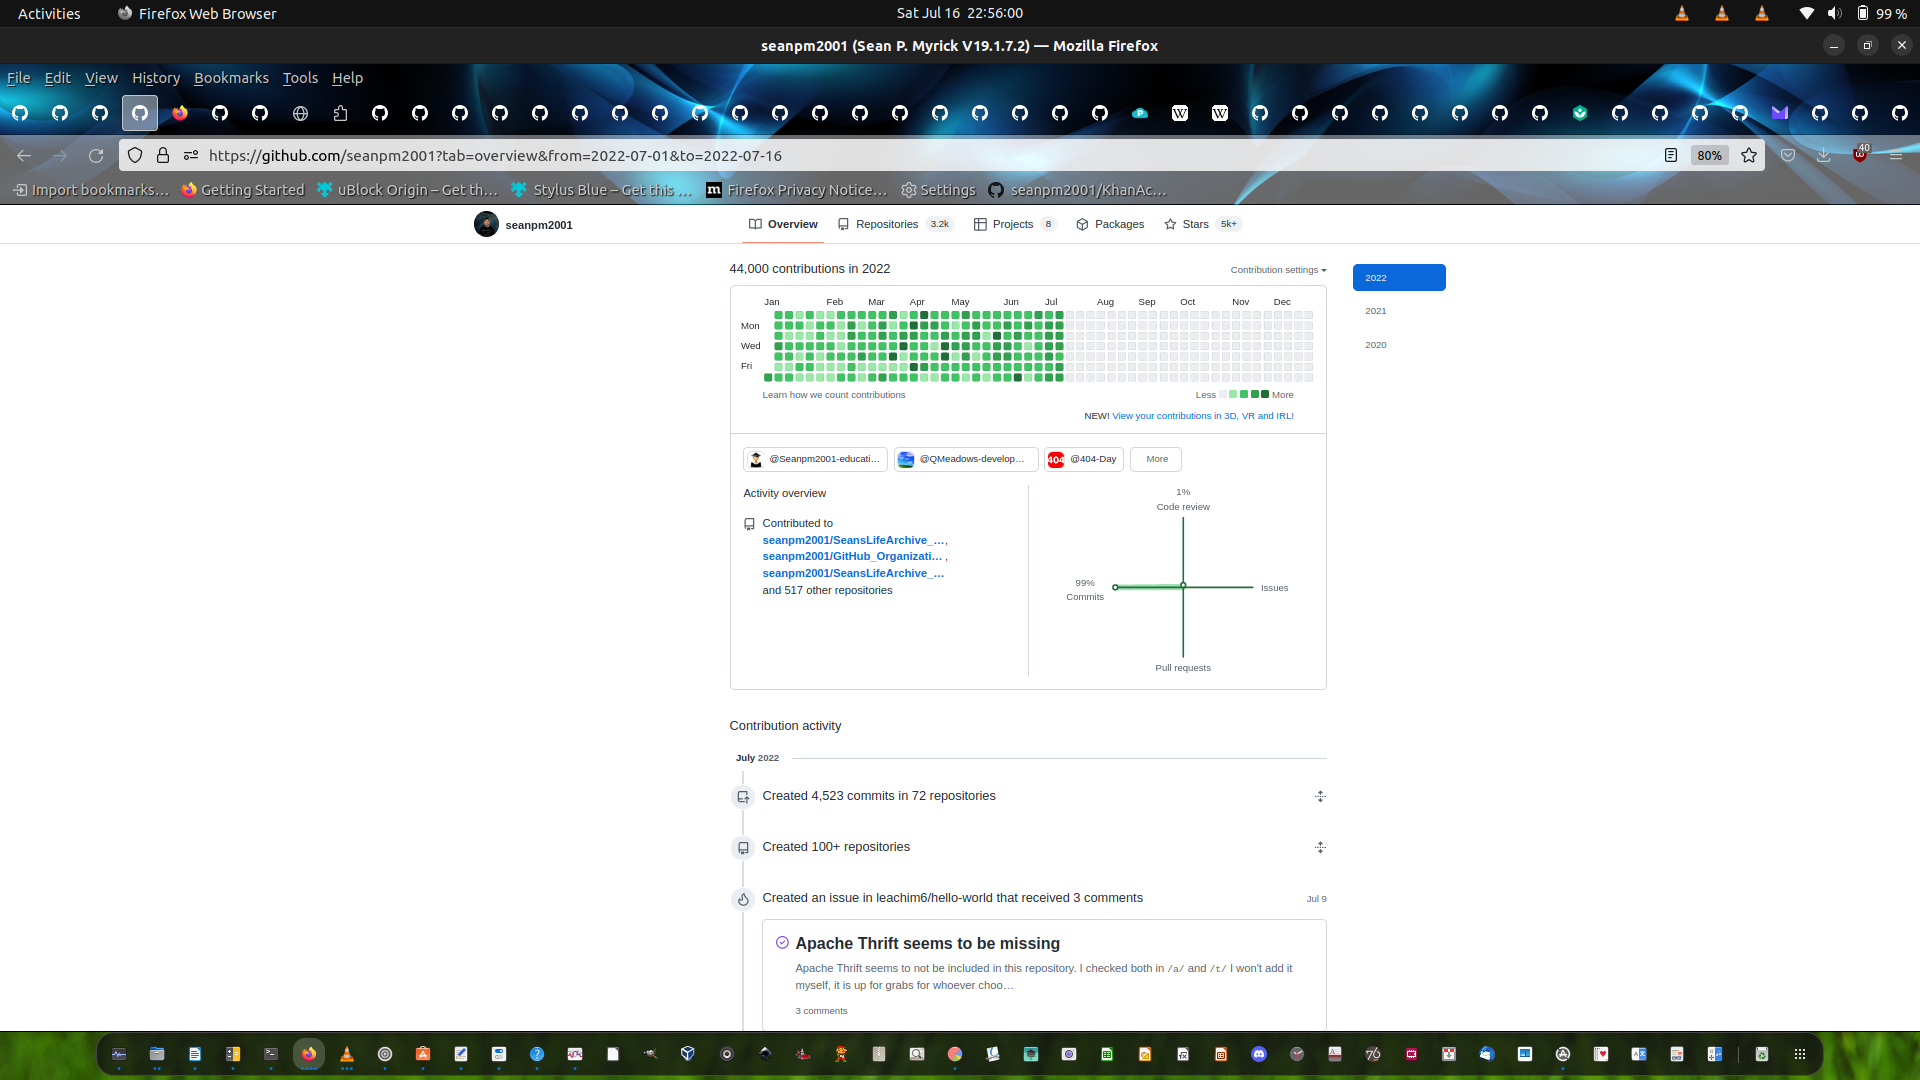 Activities Firefox Web Browser Sat Jul 16 22:56:00 99 %
seanpm2001 (Sean P. Myrick V19.1.7.2) — Mozilla Firefox
File Edit View History Bookmarks Tools Help
https://github.com/seanpm2001?tab=overview&from=2022-07-01&to=2022-07-16 80% 40
Import bookmarks… Getting Started uBlock Origin – Get th… Stylus Blue – Get this … Firefox Privacy Notice… Settings seanpm2001/KhanAc…
seanpm2001 Overview Repositories 3.2k Projects 8 Packages Stars 5k+
44,000 contributions in 2022 Contribution settings
2022
2021
2020
Jan Feb Mar Apr May Jun Jul Aug Sep Oct Nov Dec
Mon
Wed
Fri
Learn how we count contributions Less More
NEW! View your contributions in 3D, VR and IRL!
@Seanpm2001-educati… @QMeadows-develop… 404 @404-Day More
Activity overview
Contributed to
seanpm2001/SeansLifeArchive_…,
seanpm2001/GitHub_Organizati… ,
seanpm2001/SeansLifeArchive_…
and 517 other repositories
1%
Code review
99%
Commits
Issues
Pull requests
Contribution activity
July 2022
Created 4,523 commits in 72 repositories
Created 100+ repositories
Created an issue in leachim6/hello-world that received 3 comments Jul 9
Apache Thrift seems to be missing
Apache Thrift seems to not be included in this repository. I checked both in /a/ and /t/ I won't add it
myself, it is up for grabs for whoever choo…
3 comments